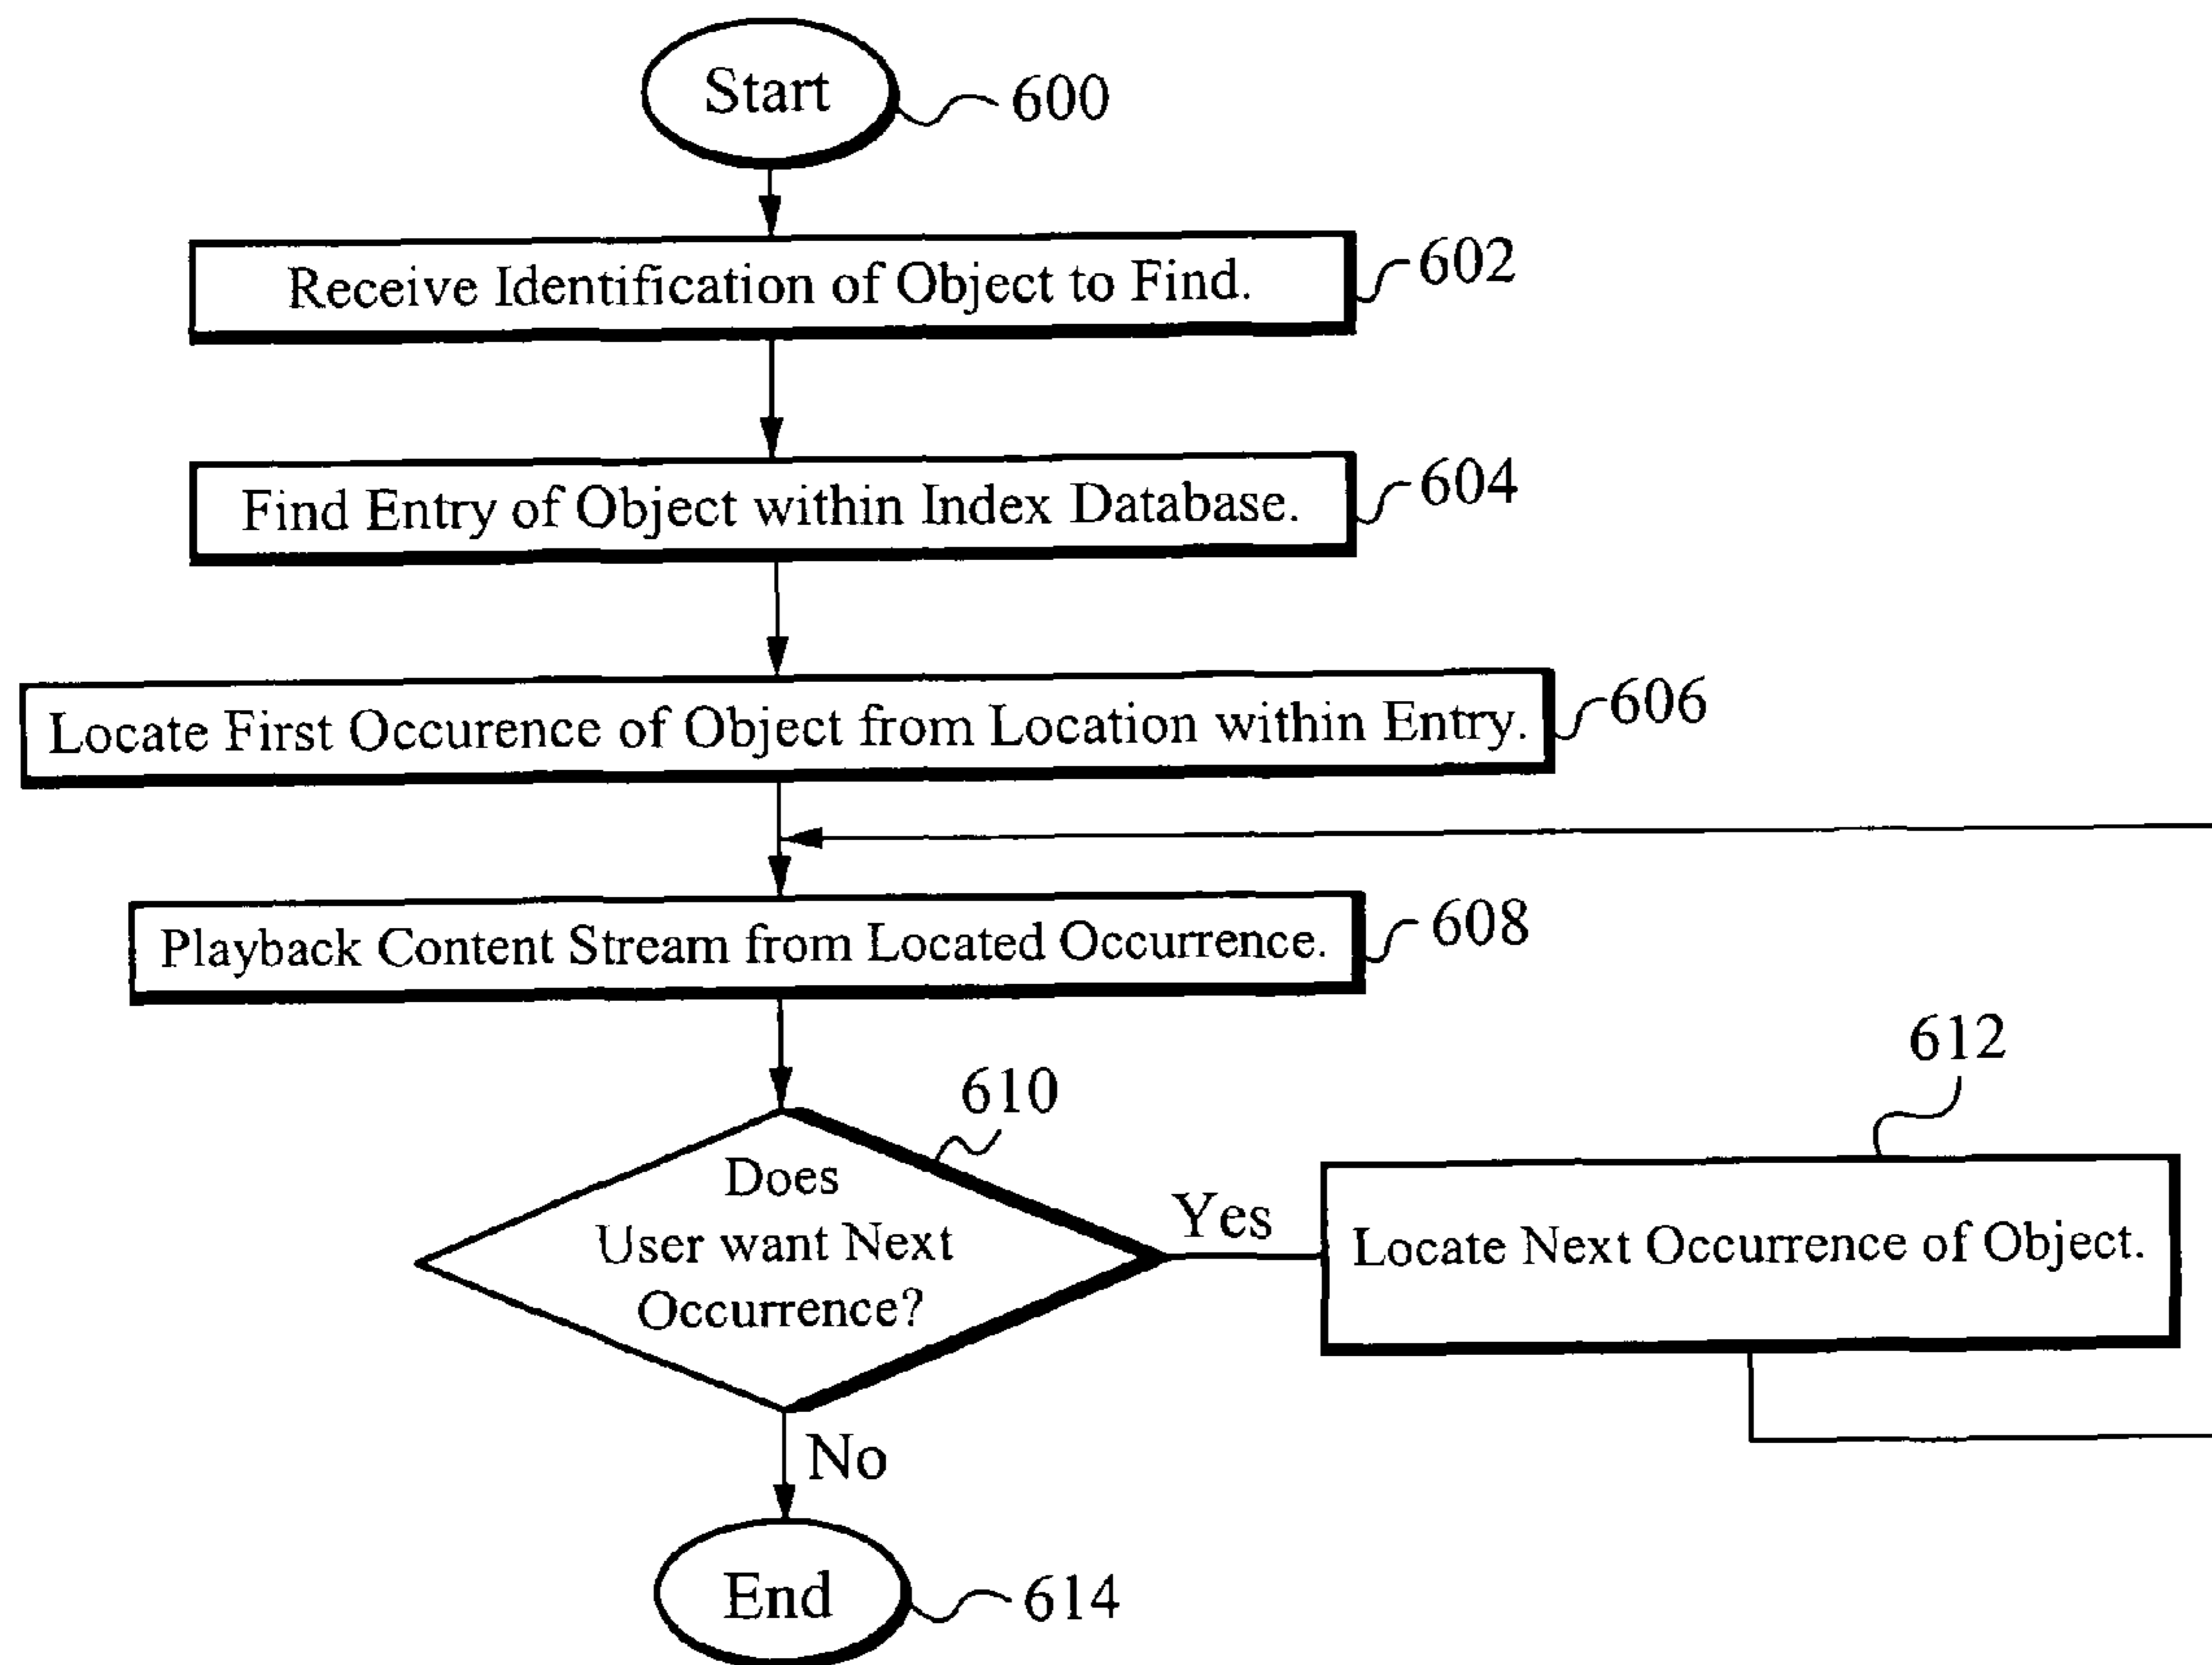 Start
600
Receive Identification of Object to Find.
602
Find Entry of Object within Index Database.
604
Locate First Occurence of Object from Location within Entry.
606
Playback Content Stream from Located Occurrence.
608
610
612
Does
User want Next
Occurrence?
Yes
Locate Next Occurrence of Object.
No
End
614